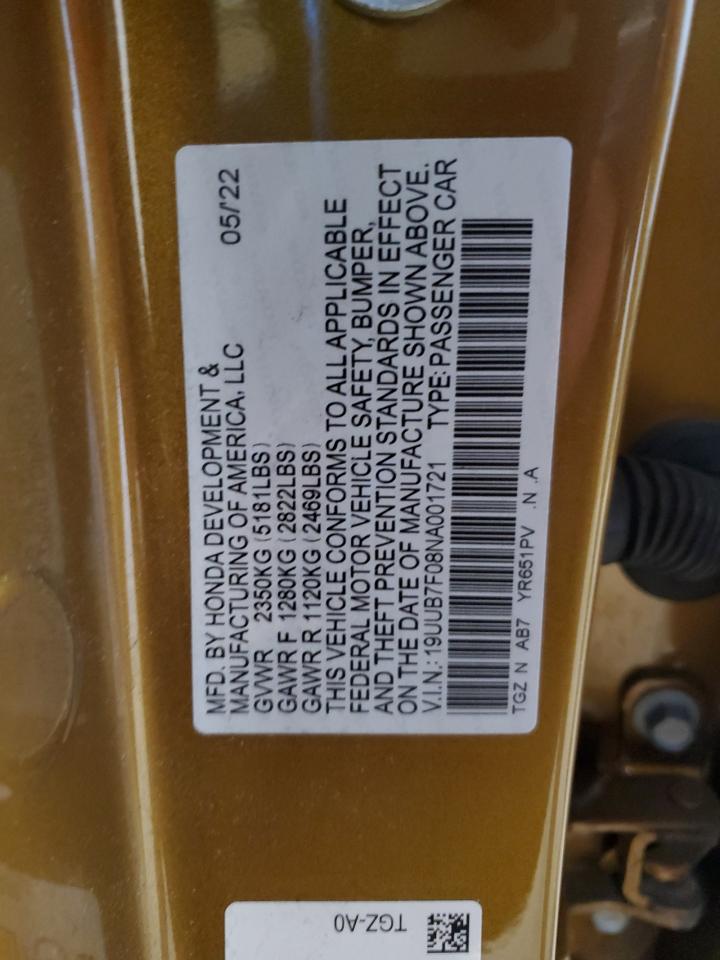 MFD. BY HONDA DEVELOPMENT &
MANUFACTURING OF AMERICA, LLC 05/'22
GVWR 2350KG (5181LBS)
GAWR F 1280KG (2822LBS)
GAWR R 1120KG (2469LBS)
THIS VEHICLE CONFORMS TO ALL APPLICABLE
FEDERAL MOTOR VEHICLE SAFETY, BUMPER,
AND THEFT PREVENTION STANDARDS IN EFFECT
ON THE DATE OF MANUFACTURE SHOWN ABOVE.
V.I.N.: 19UUB7F08NA001721 TYPE: PASSENGER CAR
TGZ N AB7 YR651PV .N .A
TGZ-A0